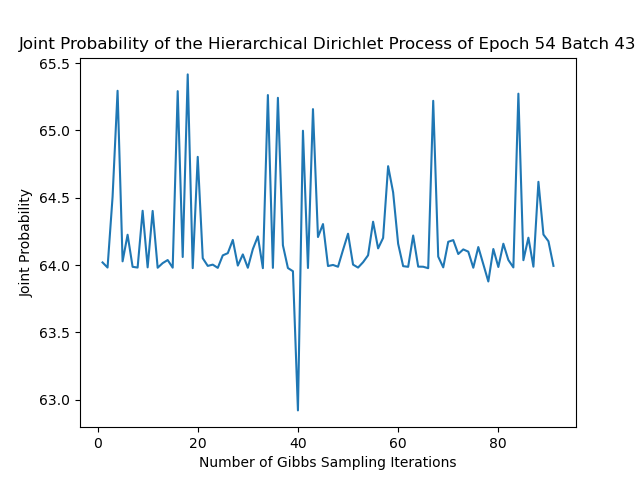 Joint Probability of the Hierarchical Dirichlet Process of Epoch 54 Batch 43
65.5
65.0
64.5
64.0
63.5
63.0
Joint Probability
0 20 40 60 80
Number of Gibbs Sampling Iterations